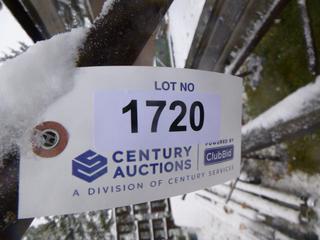 LOT NO
1720
CENTURY
AUCTIONS
POWERED BY
ClubBid
A DIVISION OF CENTURY SERVICES